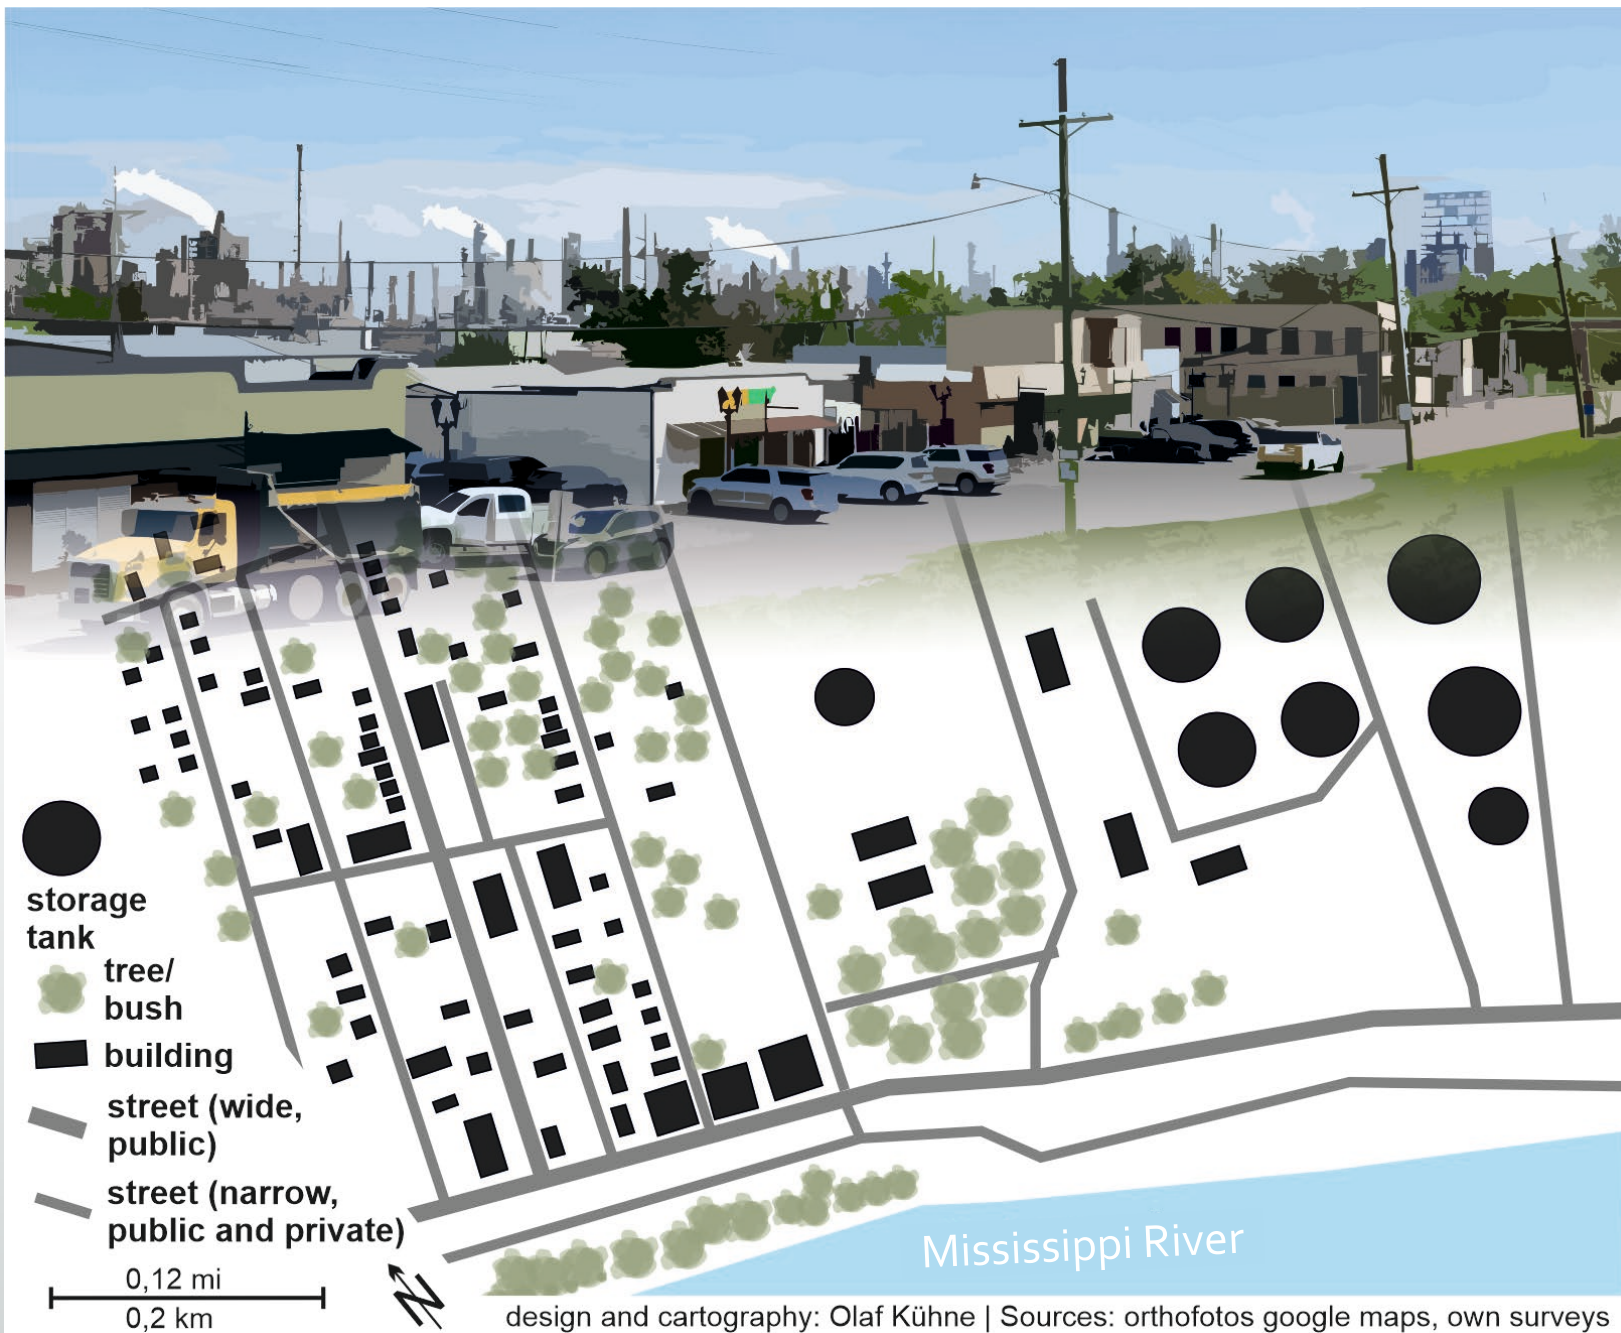 storage
tank
tree/
bush
building
street (wide,
public)
street (narrow,
public and private)
0,12 mi
0,2 km
N
Mississippi River
design and cartography: Olaf Kühne | Sources: orthofotos google maps, own surveys